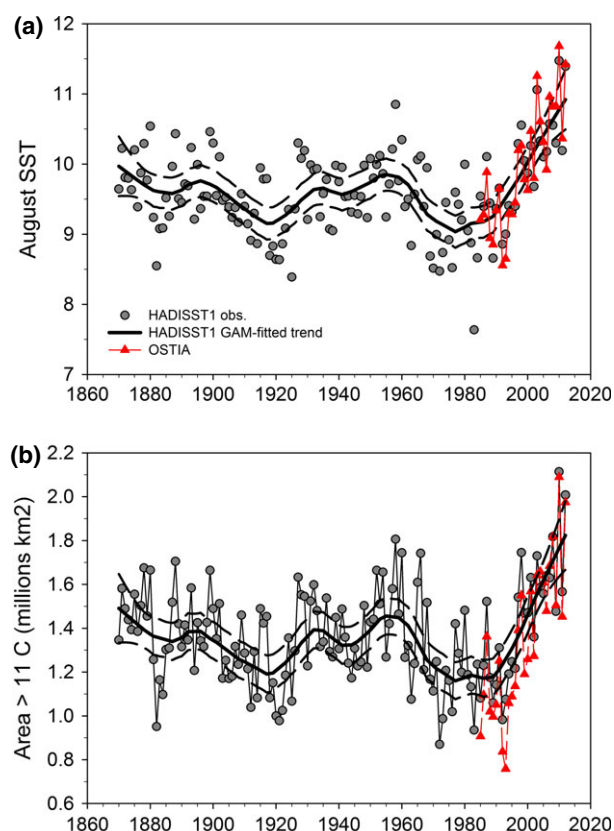 (a)
12
11
10
9
8
7
August SST
HADISST1 obs.
HADISST1 GAM-fitted trend
OSTIA
1860 1880 1900 1920 1940 1960 1980 2000 2020
(b)
2.2
2.0
1.8
1.6
1.4
1.2
1.0
0.8
0.6
Area > 11 C (millions km2)
1860 1880 1900 1920 1940 1960 1980 2000 2020